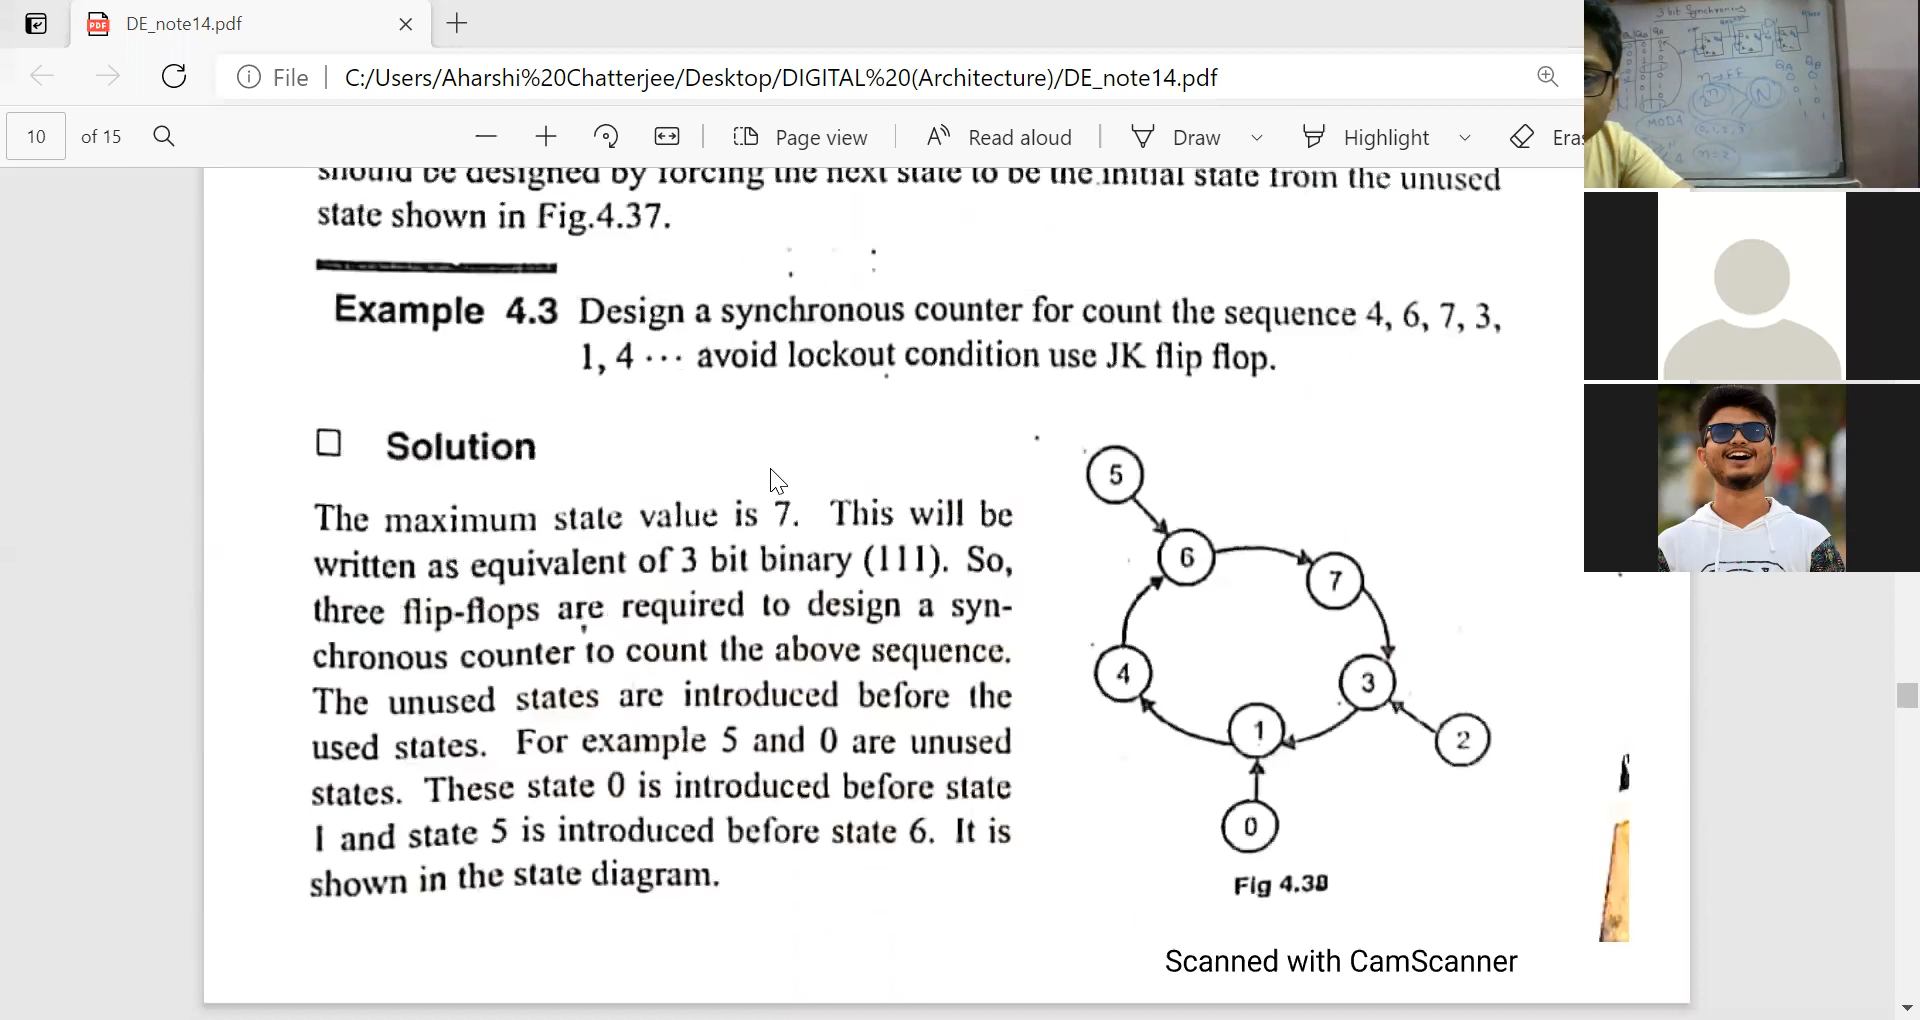 DE_note14.pdf
File | C:/Users/Aharshi%20Chatterjee/Desktop/DIGITAL%20(Architecture)/DE_note14.pdf
10 of 15 Page view Read aloud Draw Highlight Eras
should be designed by forcing the next state to be the initial state from the unused
state shown in Fig.4.37.
Example 4.3 Design a synchronous counter for count the sequence 4, 6, 7, 3,
1, 4 ··· avoid lockout condition use JK flip flop.
Solution
The maximum state value is 7. This will be
written as equivalent of 3 bit binary (111). So,
three flip-flops are required to design a syn-
chronous counter to count the above sequence.
The unused states are introduced before the
used states. For example 5 and 0 are unused
states. These state 0 is introduced before state
1 and state 5 is introduced before state 6. It is
shown in the state diagram.
5
6
7
4
3
1
2
0
Fig 4.38
Scanned with CamScanner
3 bit Synchronous
MOD4